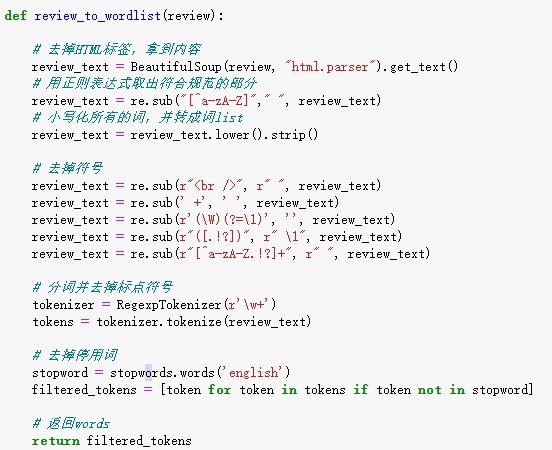 def review_to_wordlist(review):
# 去掉HTML标签，拿到内容
review_text = BeautifulSoup(review, "html.parser").get_text()
# 用正则表达式取出符合规范的部分
review_text = re.sub("[^a-zA-Z]"," ", review_text)
# 小写化所有的词，并转成词list
review_text = review_text.lower().strip()
# 去掉符号
review_text = re.sub(r"<br />", r" ", review_text)
review_text = re.sub(' +', ' ', review_text)
review_text = re.sub(r'(\W)(?=\1)', '', review_text)
review_text = re.sub(r"([.!?])", r" \1", review_text)
review_text = re.sub(r"[^a-zA-Z.!?]+", r" ", review_text)
# 分词并去掉标点符号
tokenizer = RegexpTokenizer(r'\w+')
tokens = tokenizer.tokenize(review_text)
# 去掉停用词
stopword = stopwords.words('english')
filtered_tokens = [token for token in tokens if token not in stopword]
# 返回words
return filtered_tokens